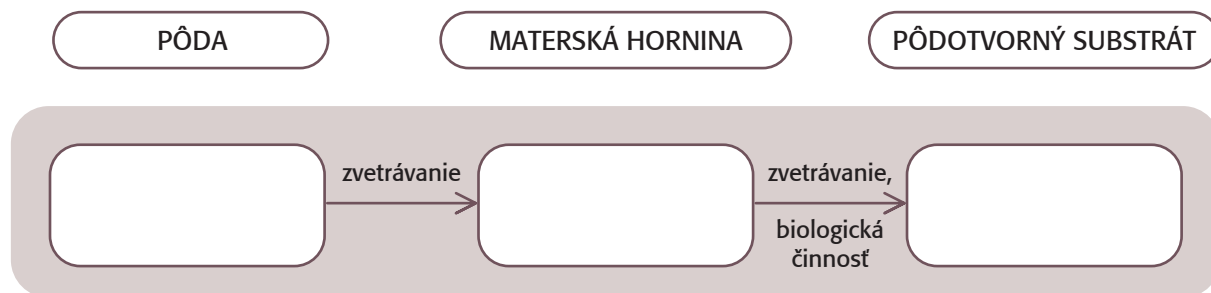 PÔDA
MATERSKÁ HORNINA
PÔDOTVORNÝ SUBSTRÁT
zvetrávanie
zvetrávanie,
biologická
činnosť